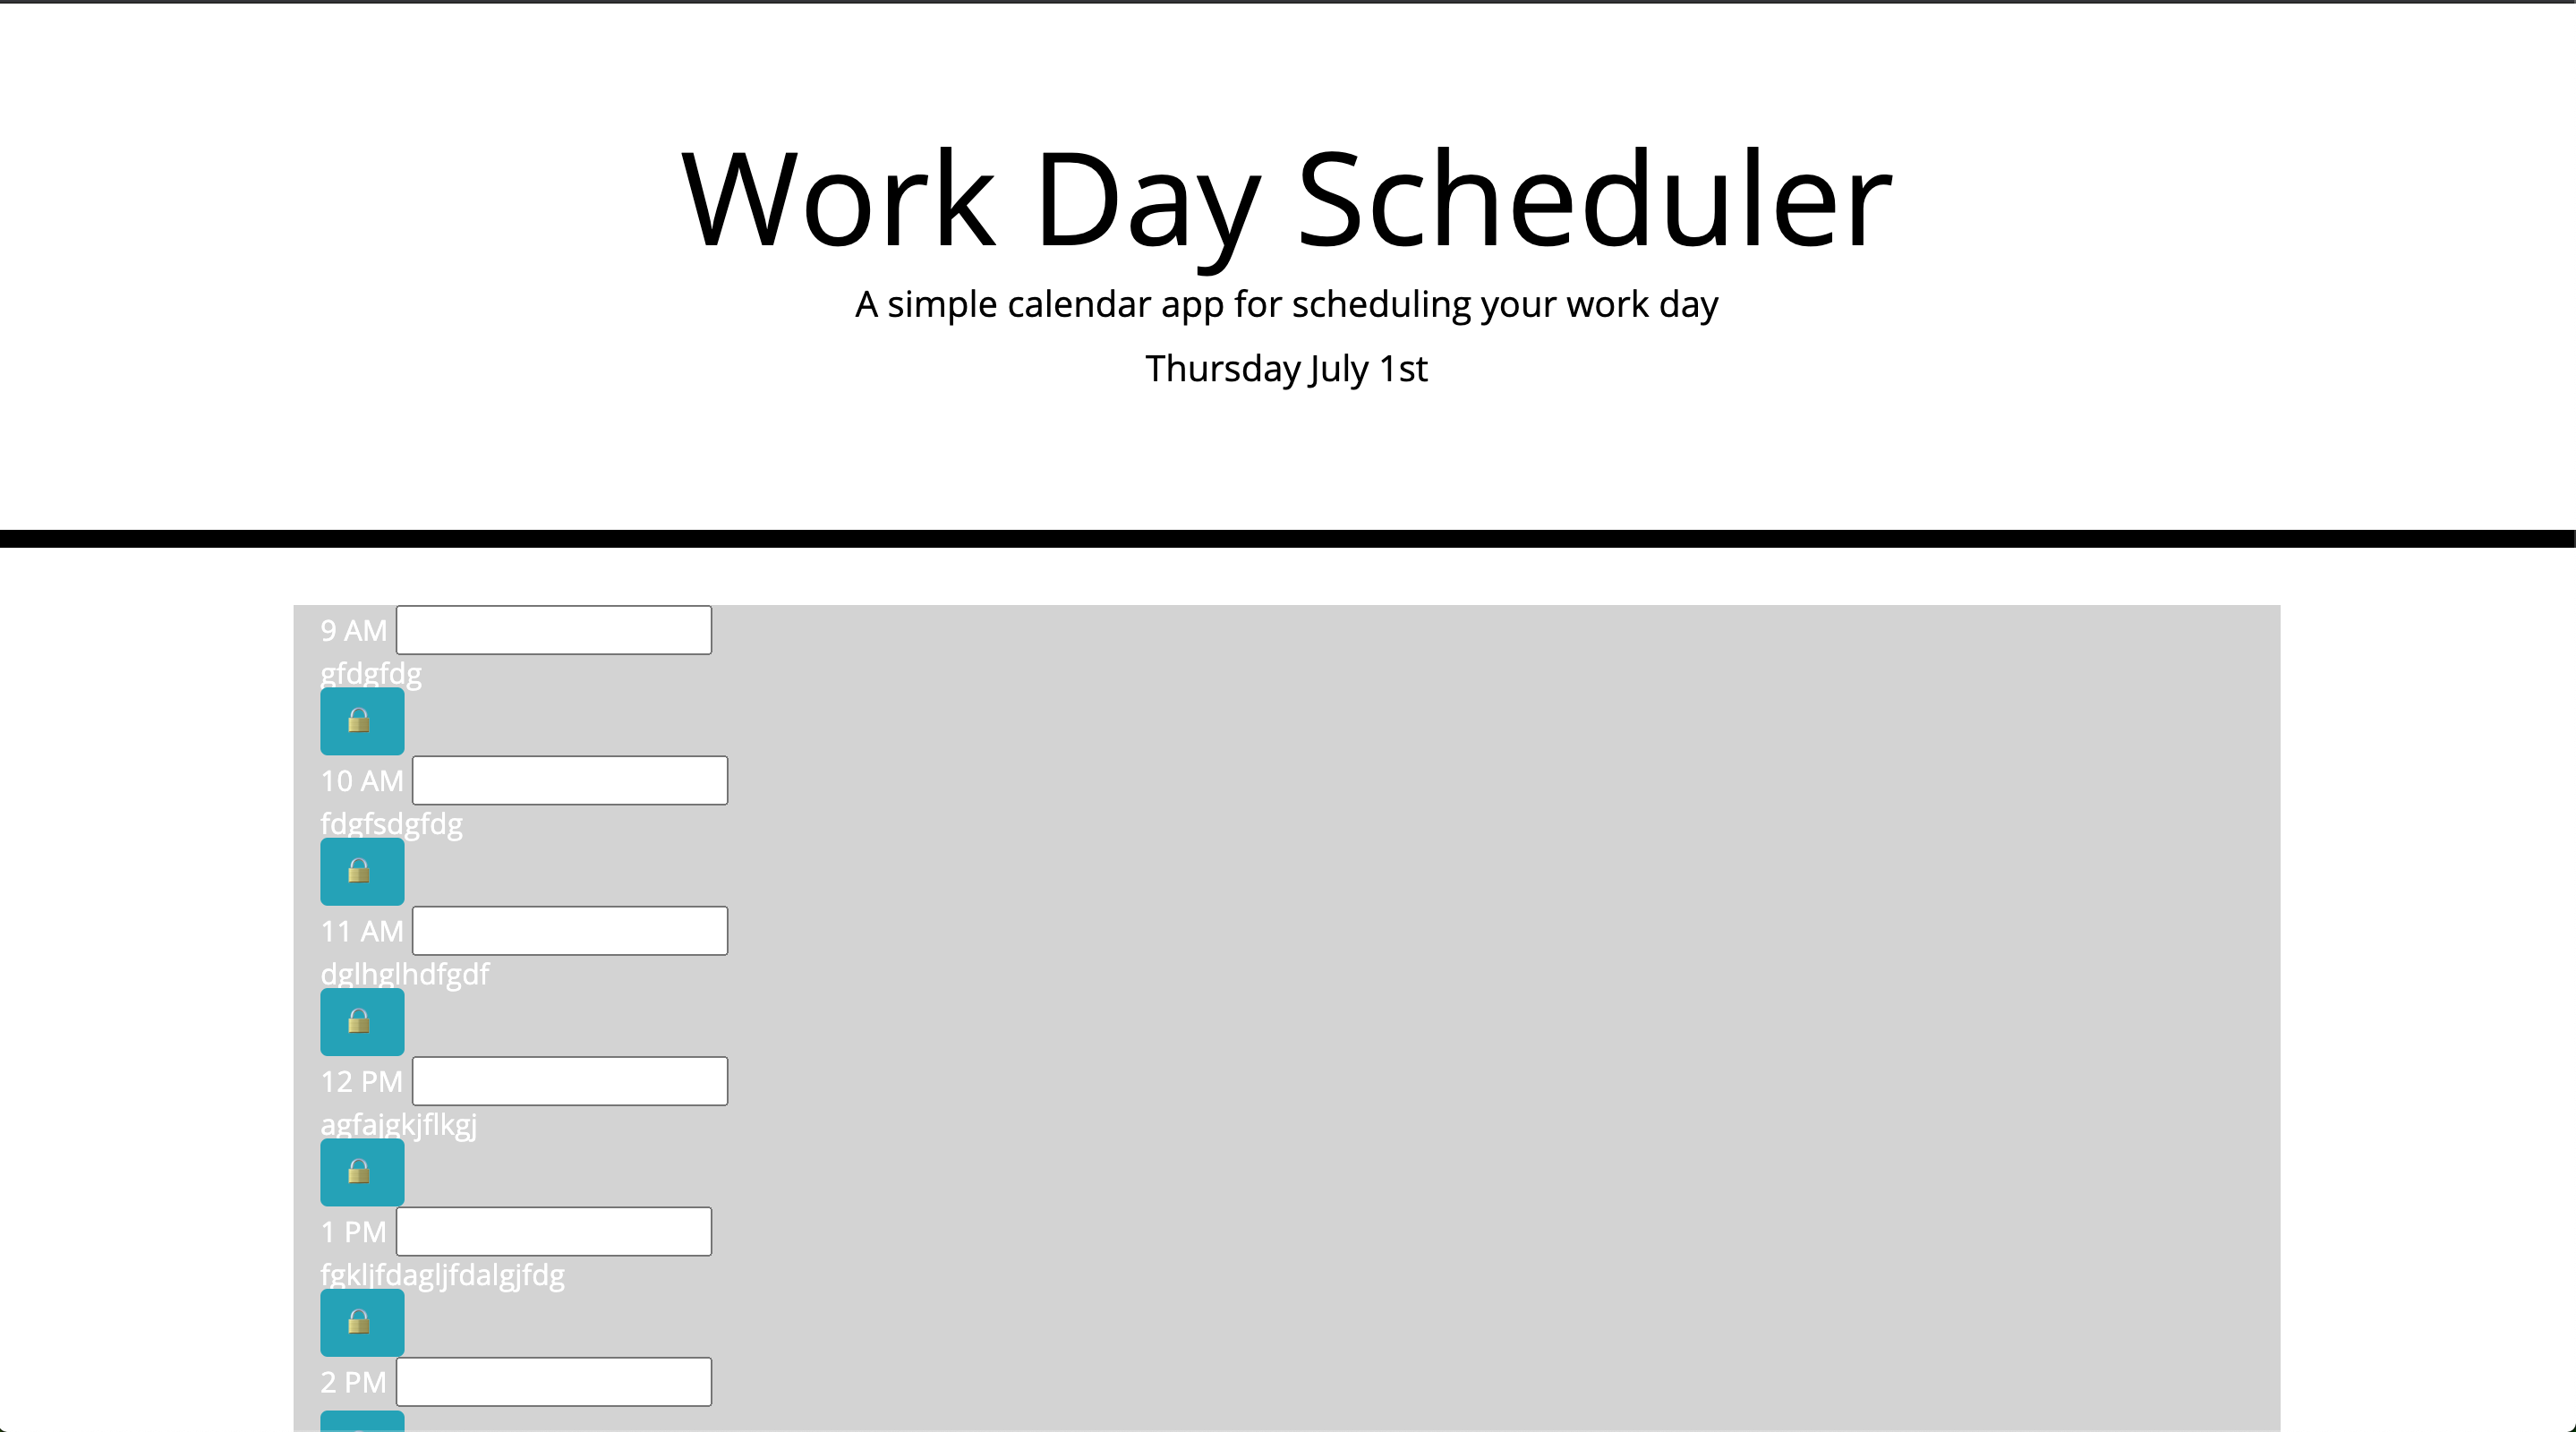 Work Day Scheduler
A simple calendar app for scheduling your work day
Thursday July 1st
9 AM
gfdgfdg
10 AM
fdgfsdgfdg
11 AM
dglhglhdfgdf
12 PM
agfajgkjflkgj
1 PM
fgkljfdagljfdalgjfdg
2 PM